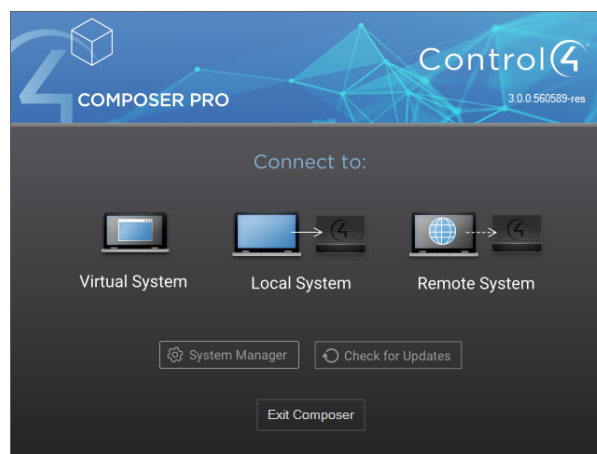 Control4
COMPOSER PRO
3.0.0.560589-res
Connect to:
Virtual System
Local System
Remote System
System Manager
Check for Updates
Exit Composer